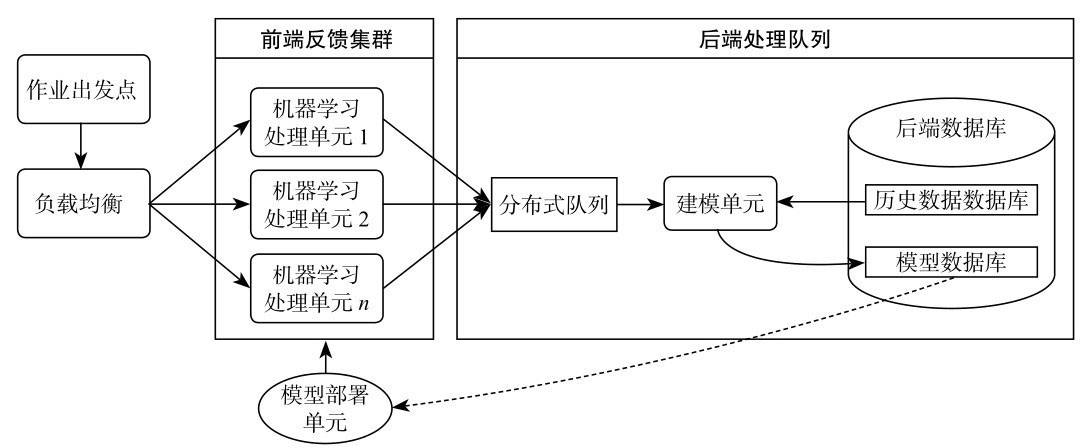 作业出发点
负载均衡
前端反馈集群
机器学习
处理单元 1
机器学习
处理单元 2
机器学习
处理单元 n
后端处理队列
分布式队列
建模单元
后端数据库
历史数据数据库
模型数据库
模型部署
单元